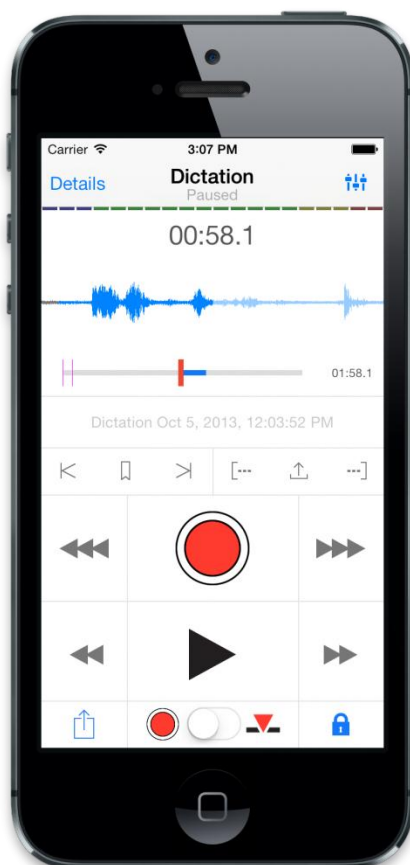 Carrier 3:07 PM
Details Dictation
Paused
00:58.1
01:58.1
Dictation Oct 5, 2013, 12:03:52 PM